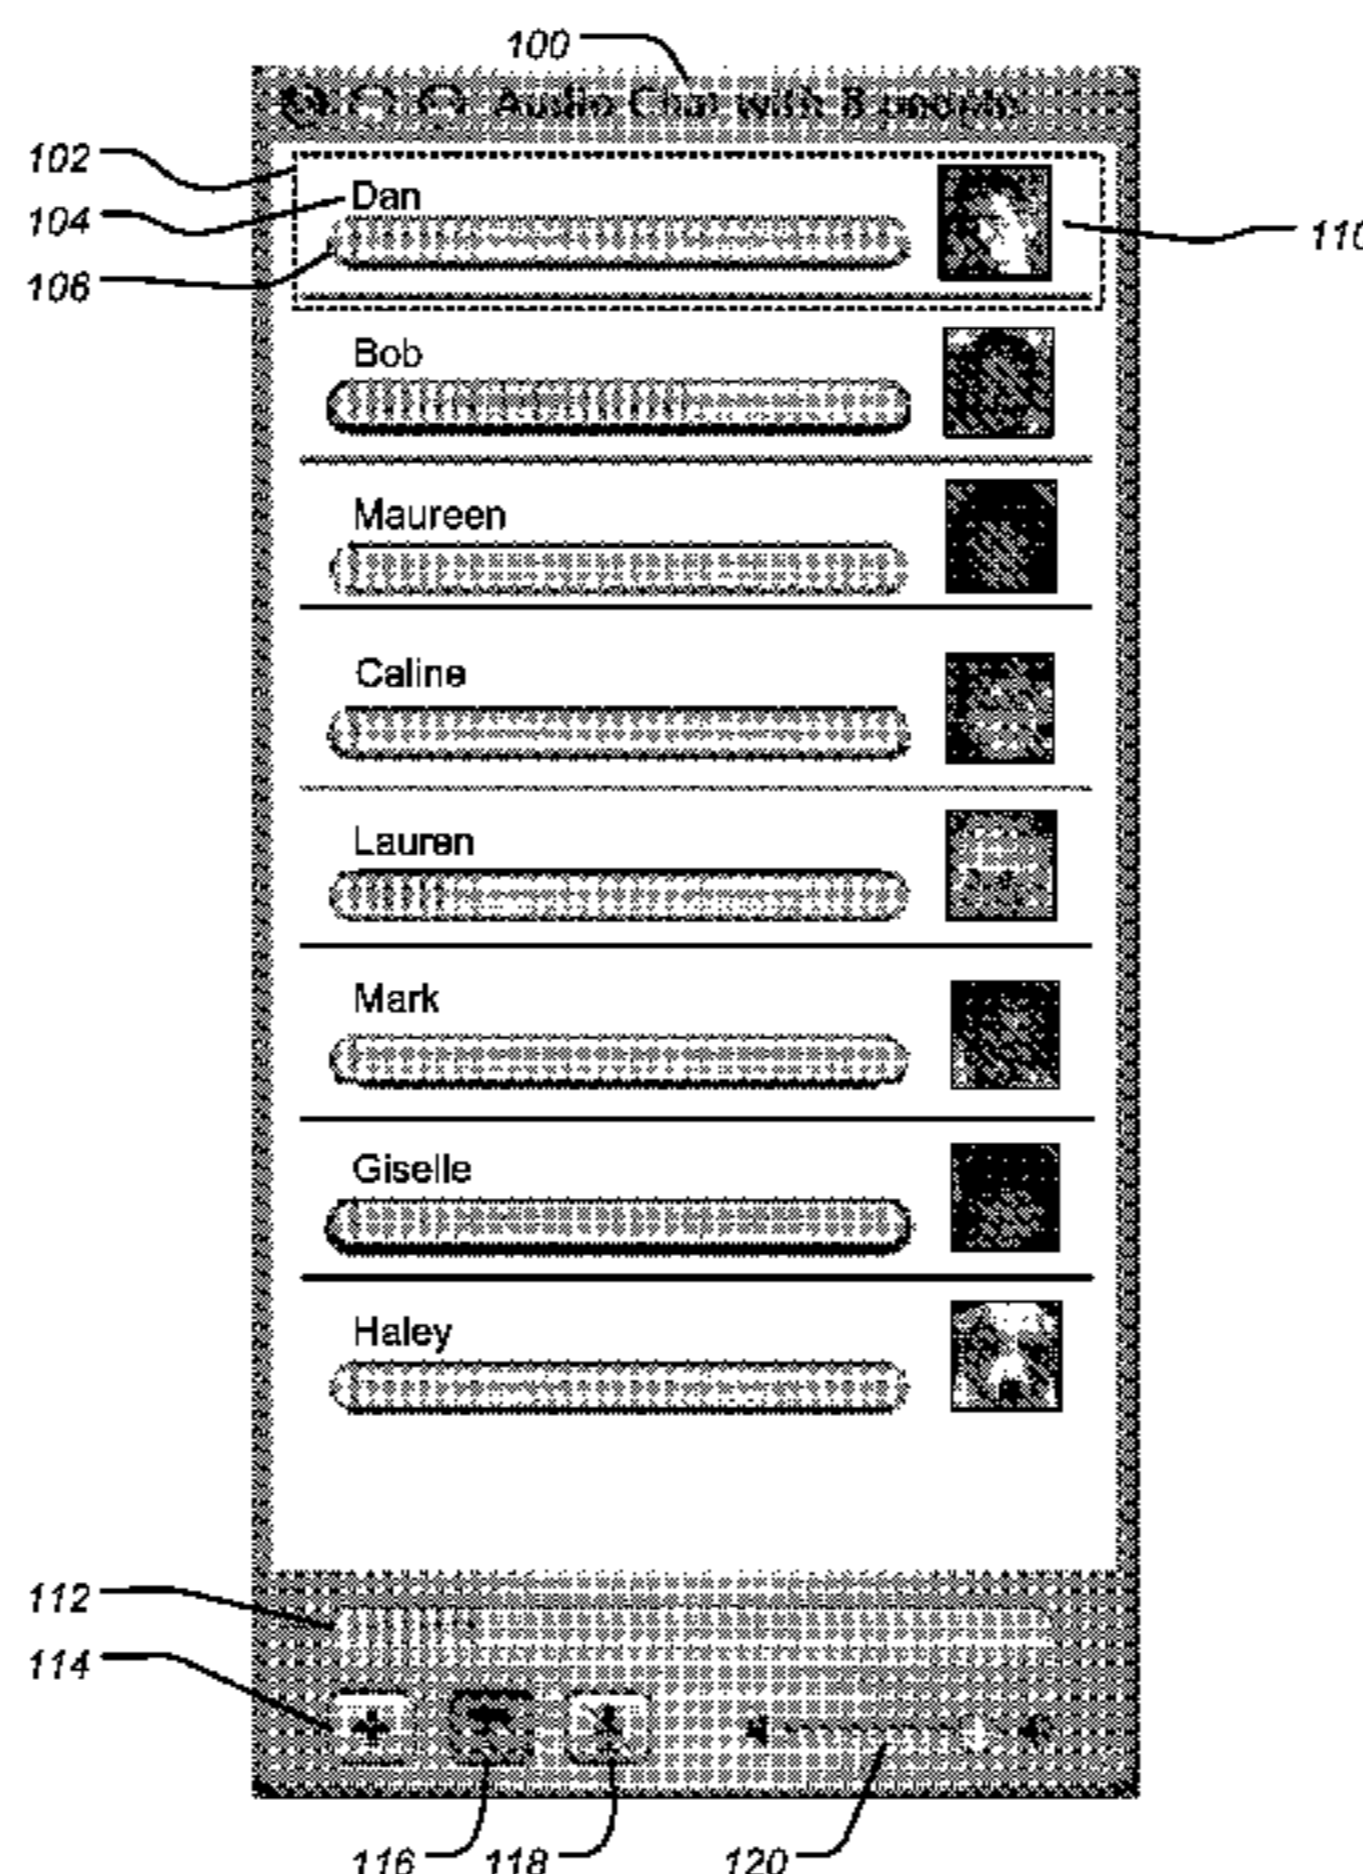 100
Audio Chat with 8 people
102
104
Dan
106
110
Bob
Maureen
Caline
Lauren
Mark
Giselle
Haley
112
114
116
118
120